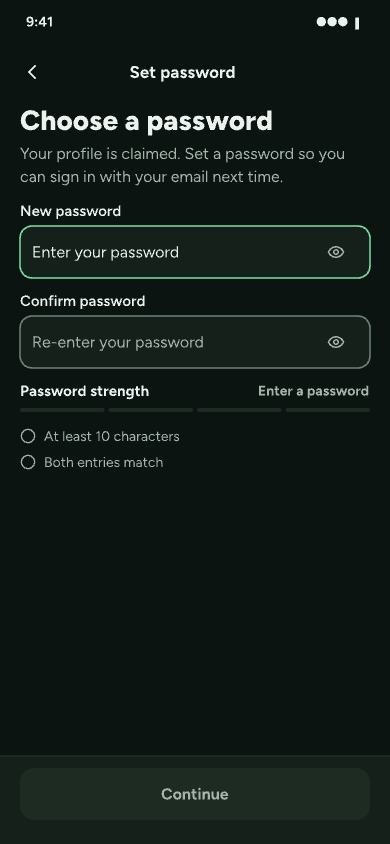 9:41
Set password
Choose a password
Your profile is claimed. Set a password so you
can sign in with your email next time.
New password
Enter your password
Confirm password
Re-enter your password
Password strength
Enter a password
At least 10 characters
Both entries match
Continue